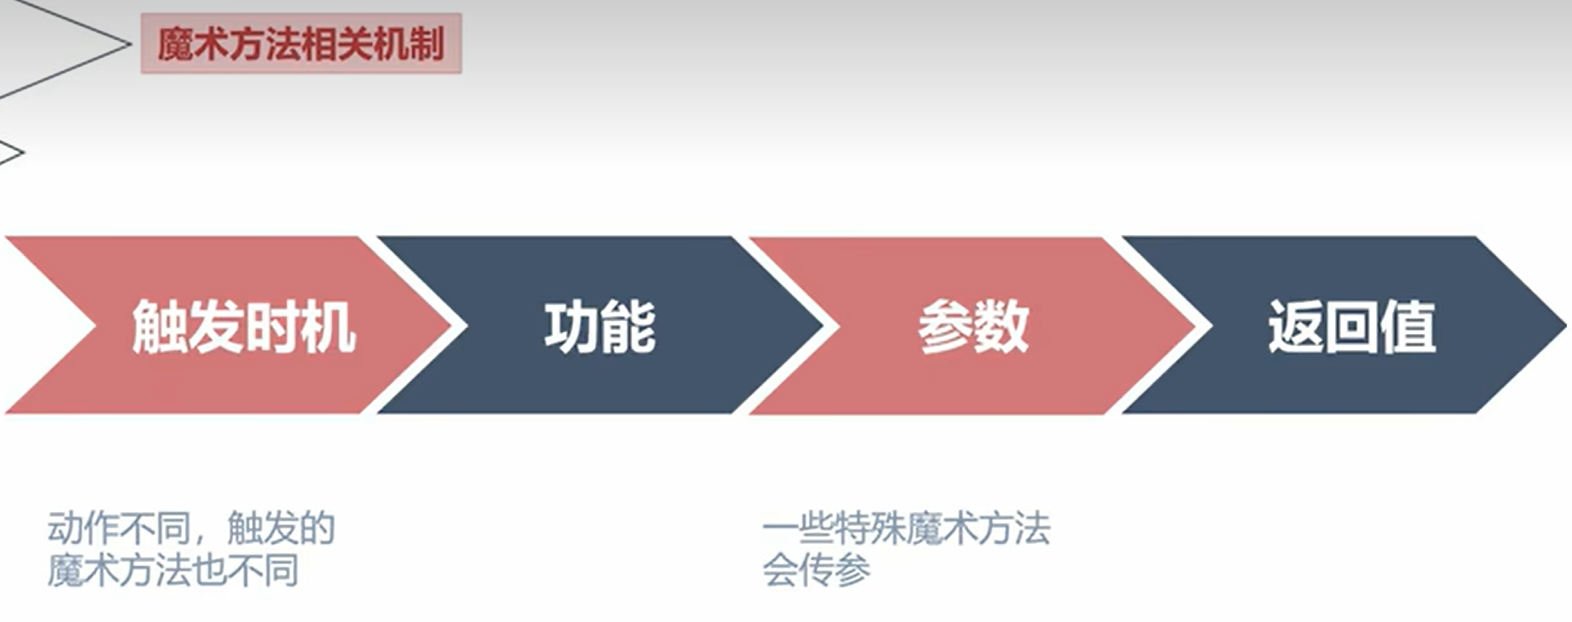 魔术方法相关机制
触发时机
功能
参数
返回值
动作不同，触发的
魔术方法也不同
一些特殊魔术方法
会传参